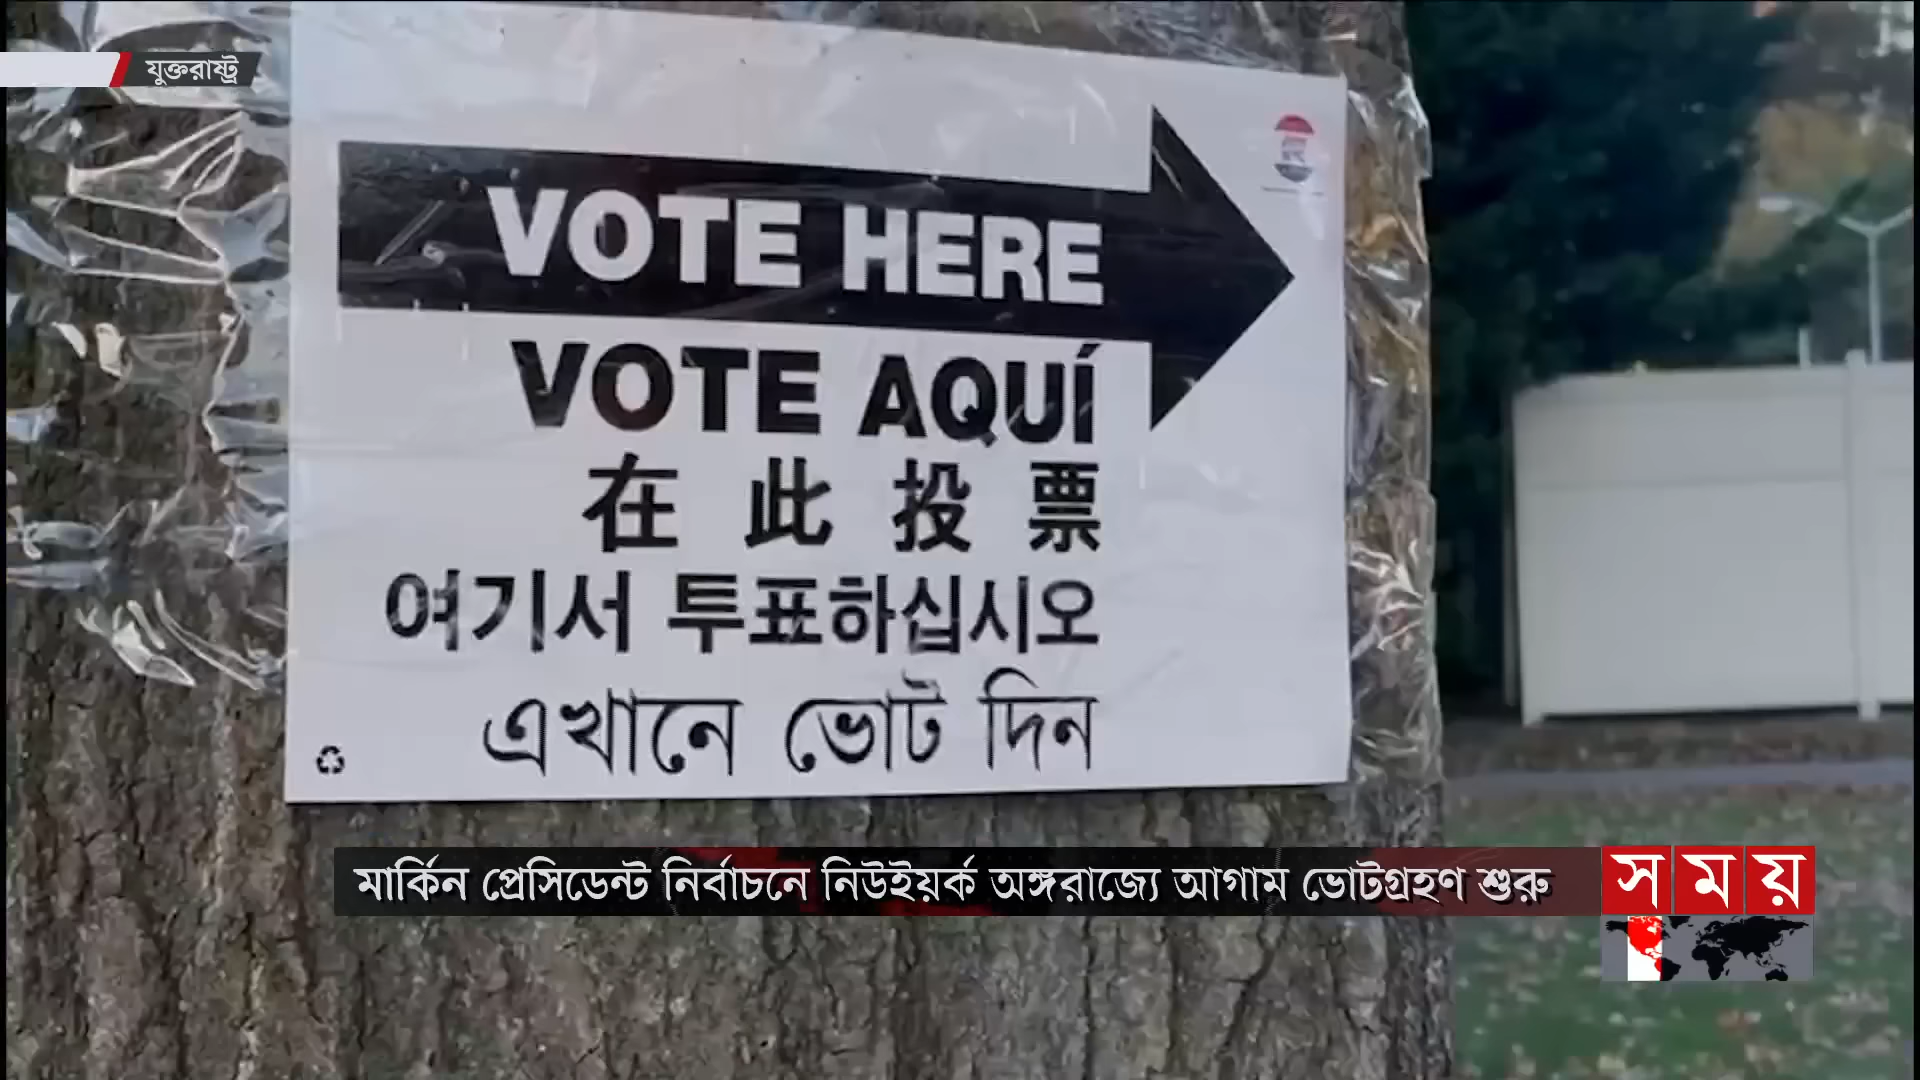 যুক্তরাষ্ট্র
VOTE HERE
VOTE AQUÍ
在此投票
여기서 투표하십시오
এখানে ভোট দিন
মার্কিন প্রেসিডেন্ট নির্বাচনে নিউইয়র্ক অঙ্গরাজ্যে আগাম ভোটগ্রহণ শুরু
সময়